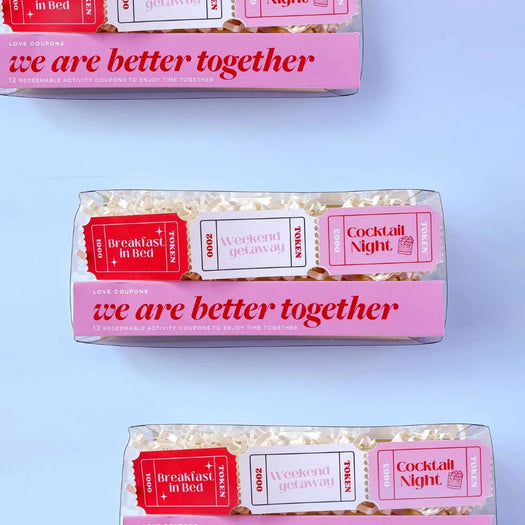 in Bed
TOKEN
getaway
Night
LOVE COUPONS
we are better together
12 REDEEMABLE ACTIVITY COUPONS TO ENJOY TIME TOGETHER
0001
Breakfast
in Bed
TOKEN
0002
Weekend
getaway
TOKEN
0003
Cocktail
Night
TOKEN
LOVE COUPONS
we are better together
12 REDEEMABLE ACTIVITY COUPONS TO ENJOY TIME TOGETHER
0001
Breakfast
in Bed
TOKEN
0002
Weekend
getaway
TOKEN
0003
Cocktail
Night
TOKEN